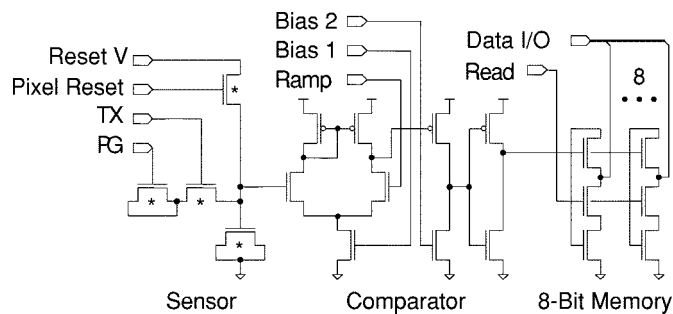 Reset V
Pixel Reset
TX
PG
Bias 2
Bias 1
Ramp
Data I/O
Read
8
* * * *
Sensor
Comparator
8-Bit Memory